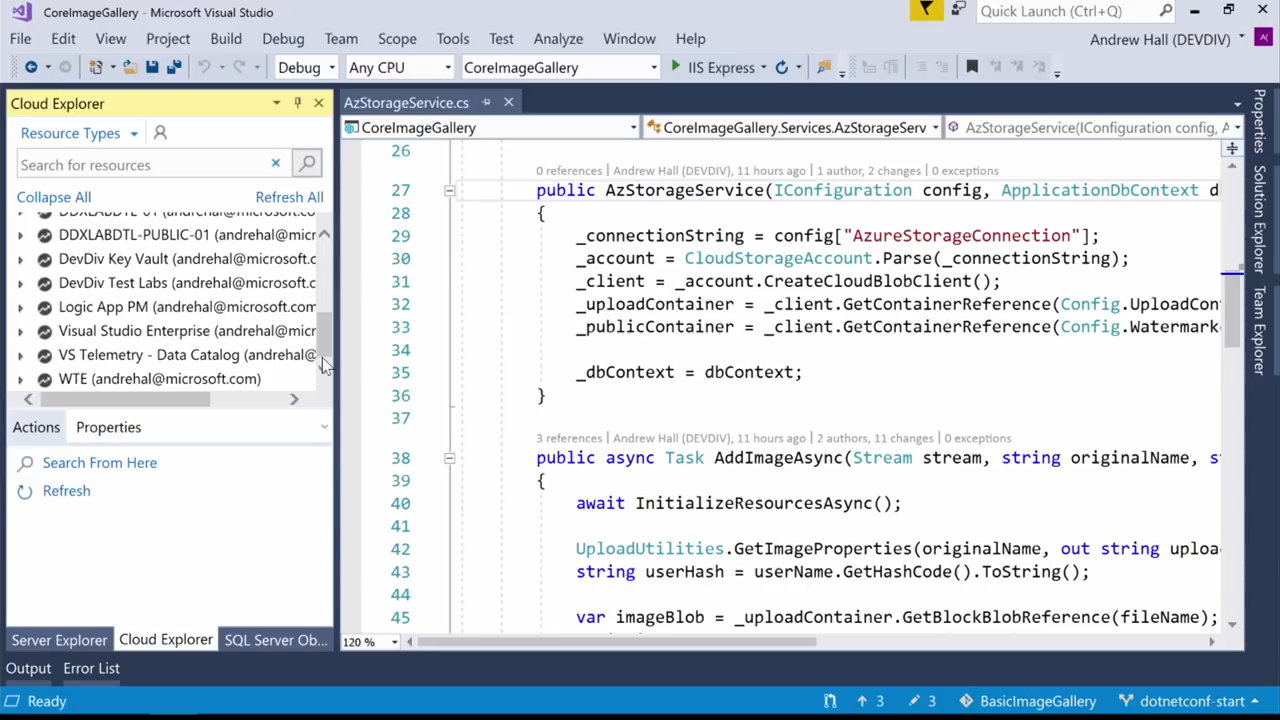 CoreImageGallery - Microsoft Visual Studio
Quick Launch (Ctrl+Q)
File Edit View Project Build Debug Team Scope Tools Test Analyze Window Help
Andrew Hall (DEVDIV)
Debug Any CPU CoreImageGallery IIS Express
Cloud Explorer
Resource Types
Search for resources
Collapse All Refresh All
DDXLABDTL-01 (andrehal@microsoft.co
DDXLABDTL-PUBLIC-01 (andrehal@micr
DevDiv Key Vault (andrehal@microsoft.c
DevDiv Test Labs (andrehal@microsoft.c
Logic App PM (andrehal@microsoft.com
Visual Studio Enterprise (andrehal@micr
VS Telemetry - Data Catalog (andrehal@
WTE (andrehal@microsoft.com)
Actions Properties
Search From Here
Refresh
Server Explorer Cloud Explorer SQL Server Ob...
AzStorageService.cs
CoreImageGallery CoreImageGallery.Services.AzStorageServ AzStorageService(IConfiguration config, A
26
0 references | Andrew Hall (DEVDIV), 11 hours ago | 1 author, 2 changes | 0 exceptions
27 public AzStorageService(IConfiguration config, ApplicationDbContext d
28 {
29 _connectionString = config["AzureStorageConnection"];
30 _account = CloudStorageAccount.Parse(_connectionString);
31 _client = _account.CreateCloudBlobClient();
32 _uploadContainer = _client.GetContainerReference(Config.UploadCon
33 _publicContainer = _client.GetContainerReference(Config.Watermark
34
35 _dbContext = dbContext;
36 }
37
3 references | Andrew Hall (DEVDIV), 11 hours ago | 2 authors, 11 changes | 0 exceptions
38 public async Task AddImageAsync(Stream stream, string originalName, st
39 {
40 await InitializeResourcesAsync();
41
42 UploadUtilities.GetImageProperties(originalName, out string uploa
43 string userHash = userName.GetHashCode().ToString();
44
45 var imageBlob = _uploadContainer.GetBlockBlobReference(fileName);
120 %
Properties
Solution Explorer
Team Explorer
Output Error List
Ready 3 3 BasicImageGallery dotnetconf-start